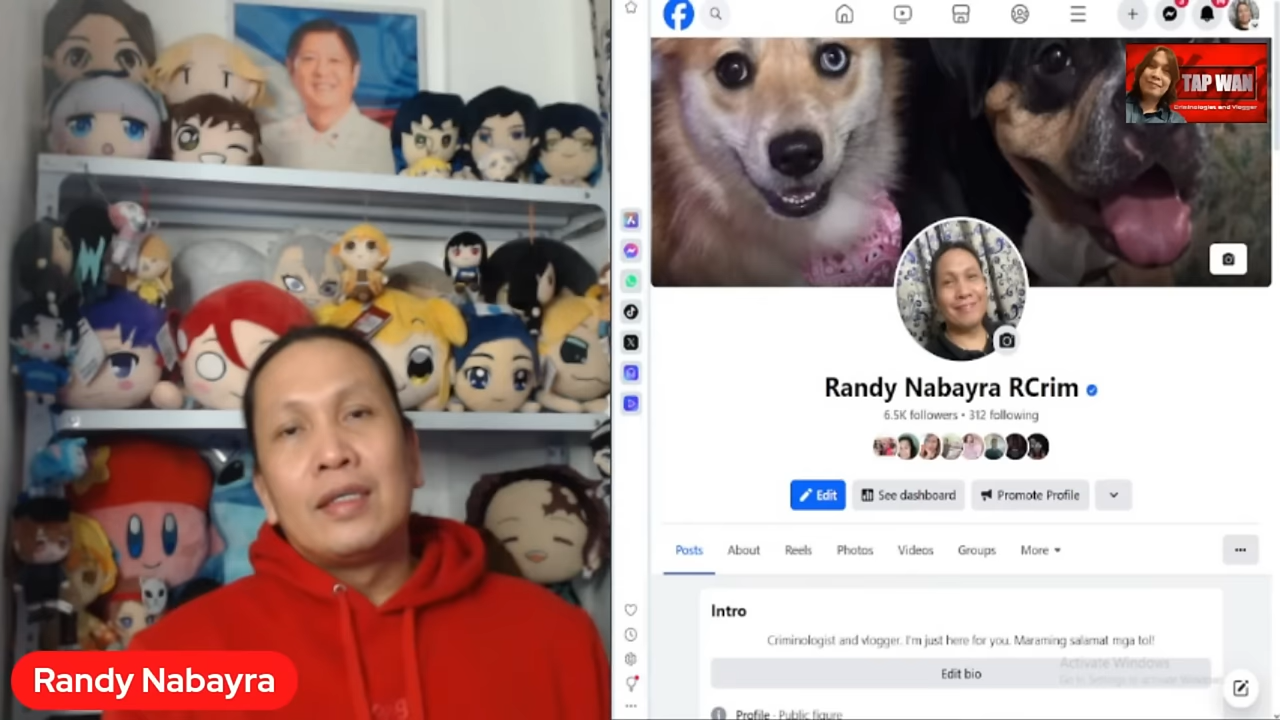 Randy Nabayra
TAP WAN
Criminologist and Vlogger
Randy Nabayra RCrim
6.5K followers • 312 following
Edit
See dashboard
Promote Profile
Posts
About
Reels
Photos
Videos
Groups
More
Intro
Criminologist and vlogger. I'm just here for you. Maraming salamat mga tol!
Activate Windows
Go to Settings to activate Windows.
Edit bio
Profile · Public figure